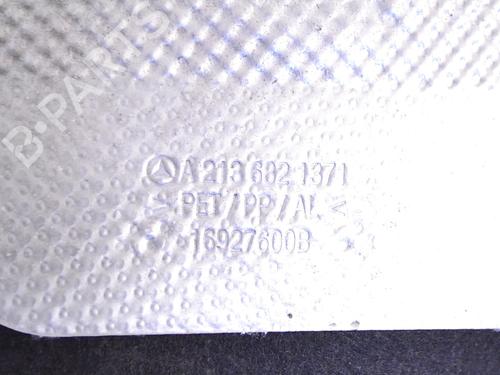 B-PARTS
A 213 682 1371
>PET/PP/AL<
16927600B